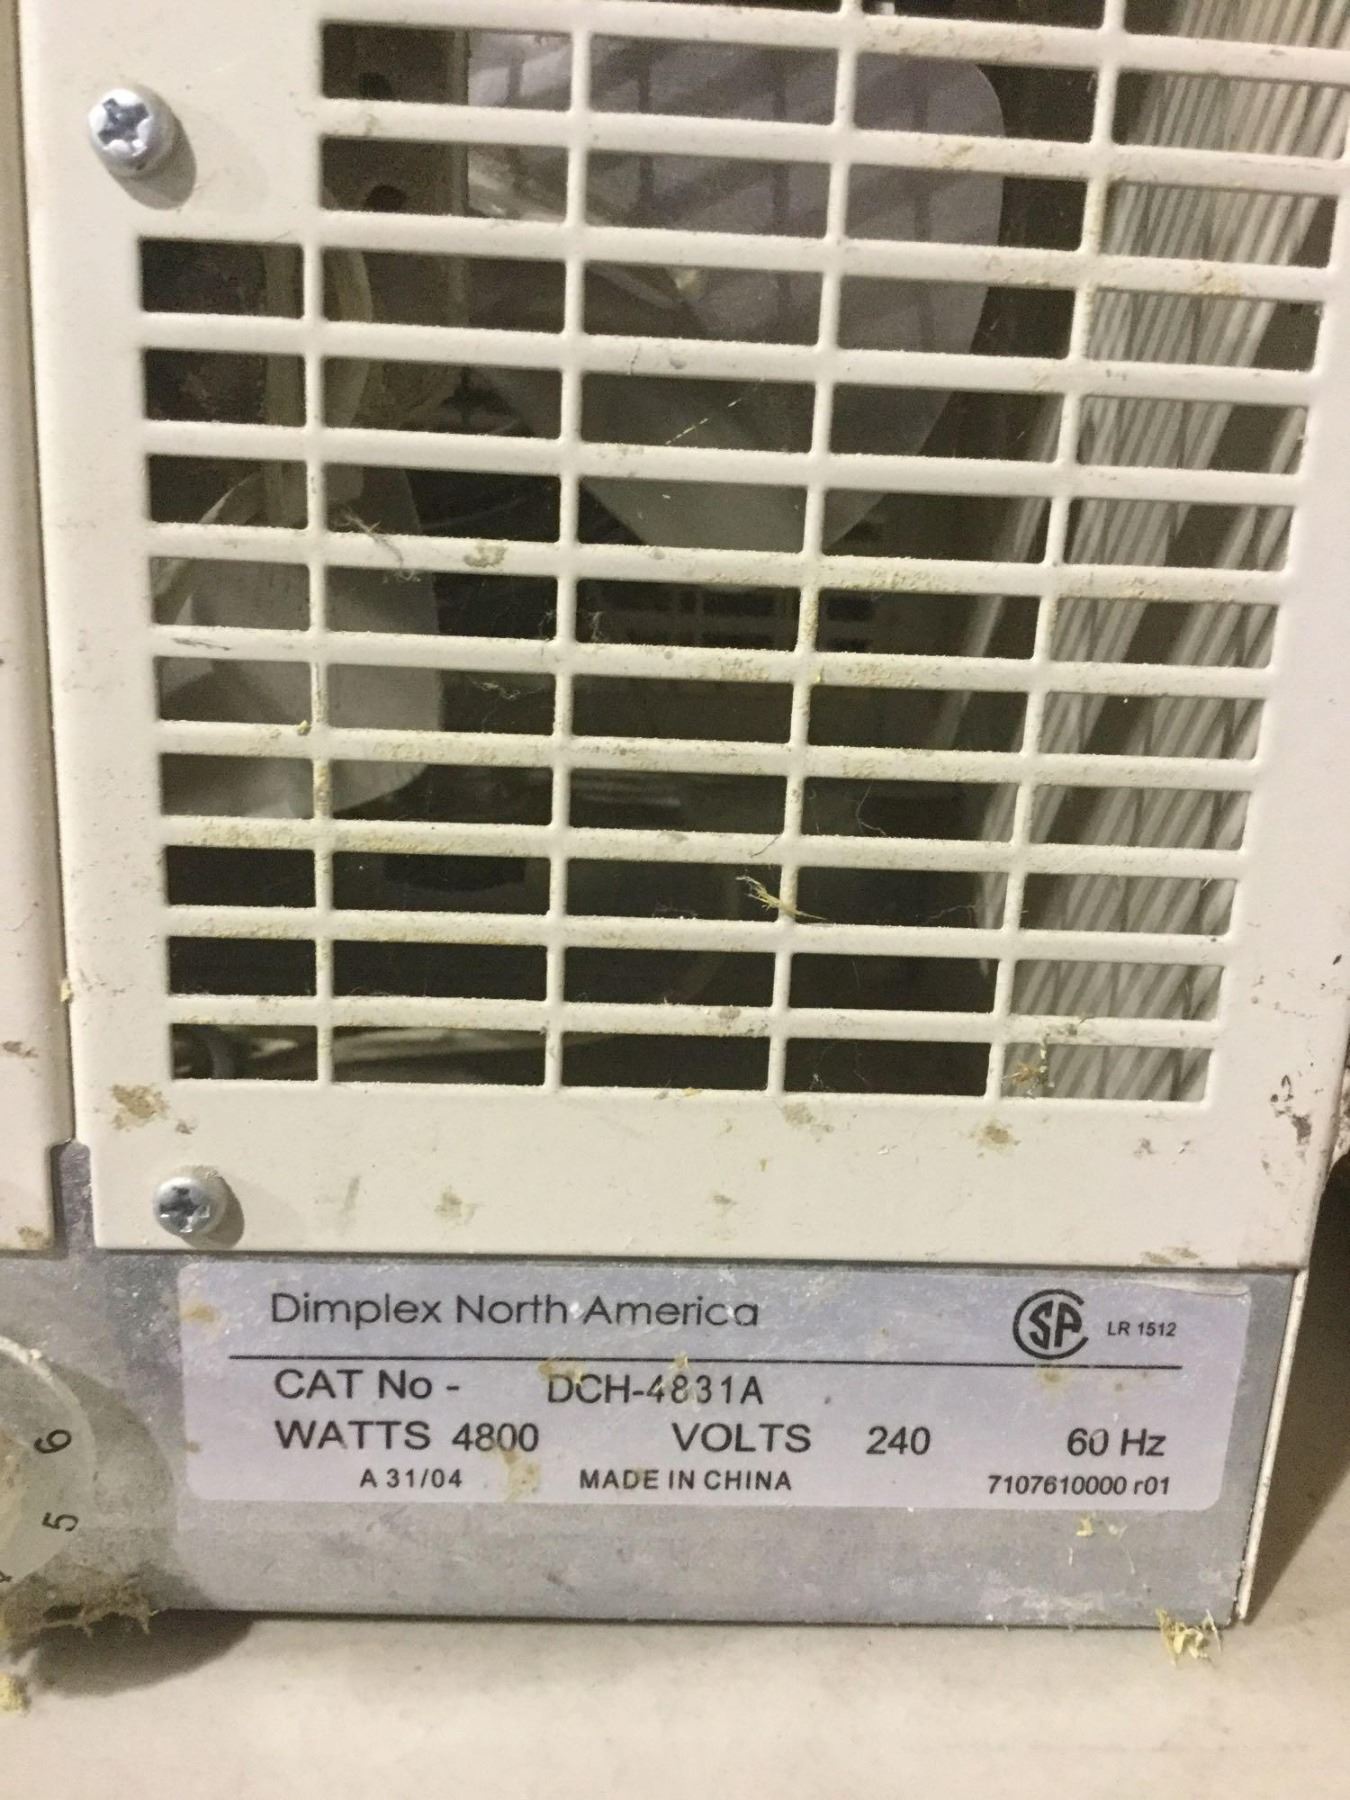 Dimplex North America
SP LR 1512
CAT No - DCH-4831A
WATTS 4800 VOLTS 240 60 Hz
A 31/04 MADE IN CHINA 7107610000 r01
6
5